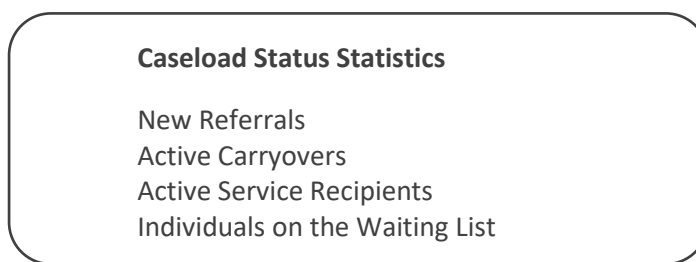 Caseload Status Statistics
New Referrals
Active Carryovers
Active Service Recipients
Individuals on the Waiting List